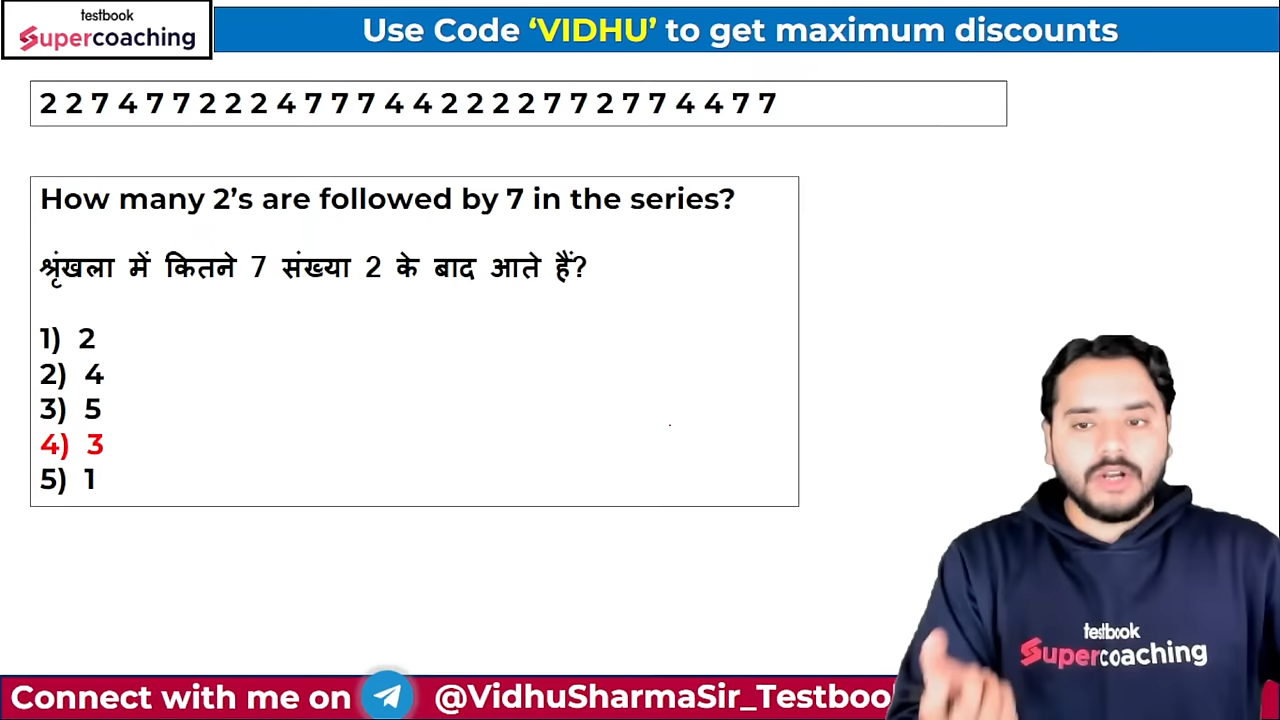 testbook
Supercoaching
Use Code ‘VIDHU’ to get maximum discounts
2 2 7 4 7 7 2 2 2 4 7 7 7 4 4 2 2 2 2 7 7 2 7 7 4 4 7 7
How many 2’s are followed by 7 in the series?
श्रृंखला में कितने 7 संख्या 2 के बाद आते हैं?
1) 2
2) 4
3) 5
4) 3
5) 1
testbook
Supercoaching
Connect with me on @VidhuSharmaSir_Testboo